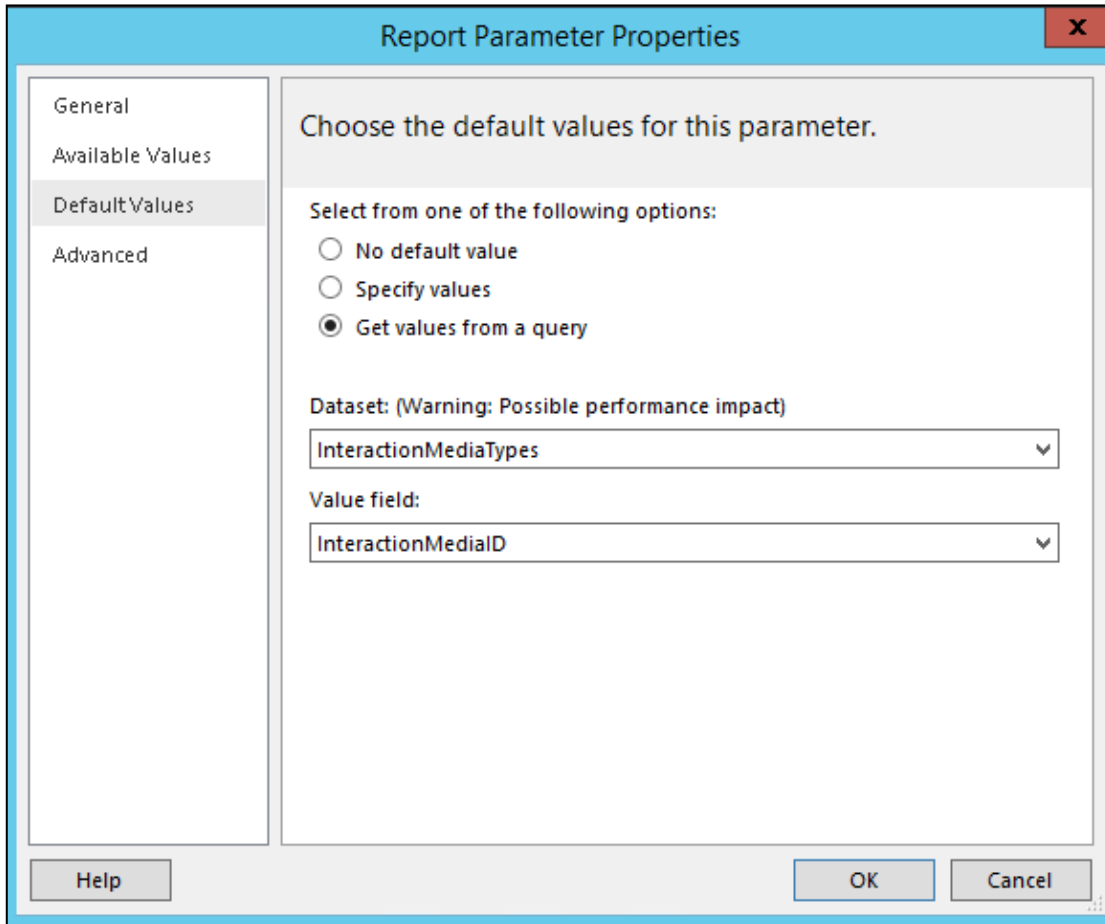 Report Parameter Properties
x
General
Available Values
Default Values
Advanced
Choose the default values for this parameter.
Select from one of the following options:
No default value
Specify values
Get values from a query
Dataset: (Warning: Possible performance impact)
InteractionMediaTypes
Value field:
InteractionMediaID
Help
OK
Cancel